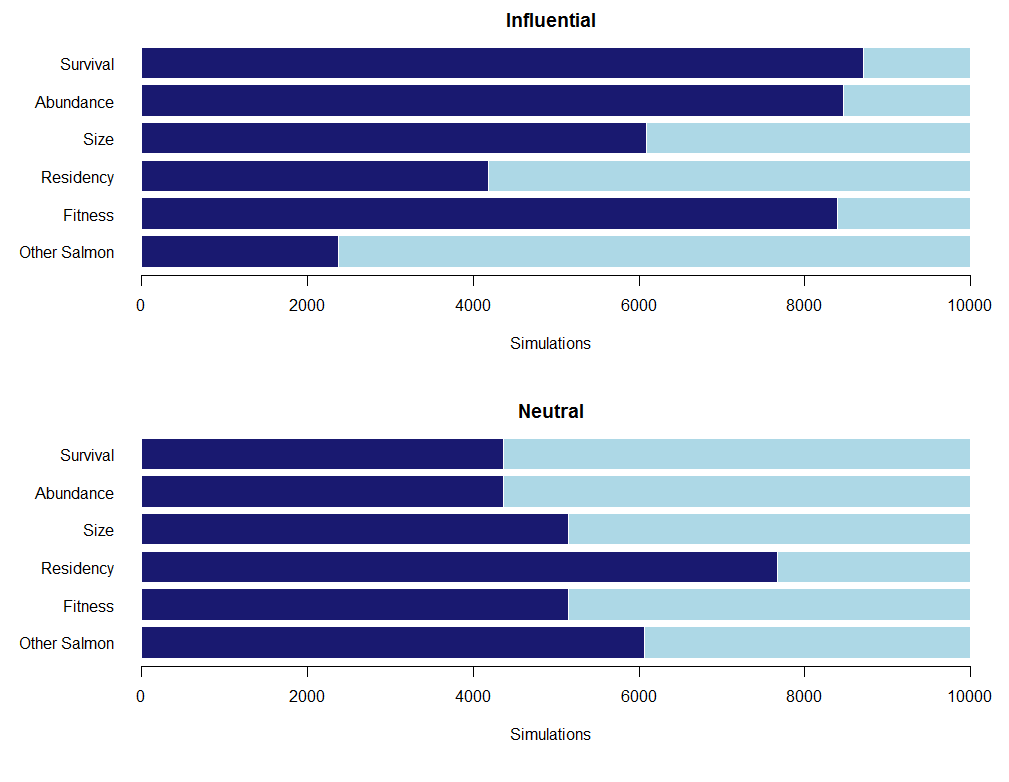 Influential
Survival
Abundance
Size
Residency
Fitness
Other Salmon
0 2000 4000 6000 8000 10000
Simulations
Neutral
Survival
Abundance
Size
Residency
Fitness
Other Salmon
0 2000 4000 6000 8000 10000
Simulations